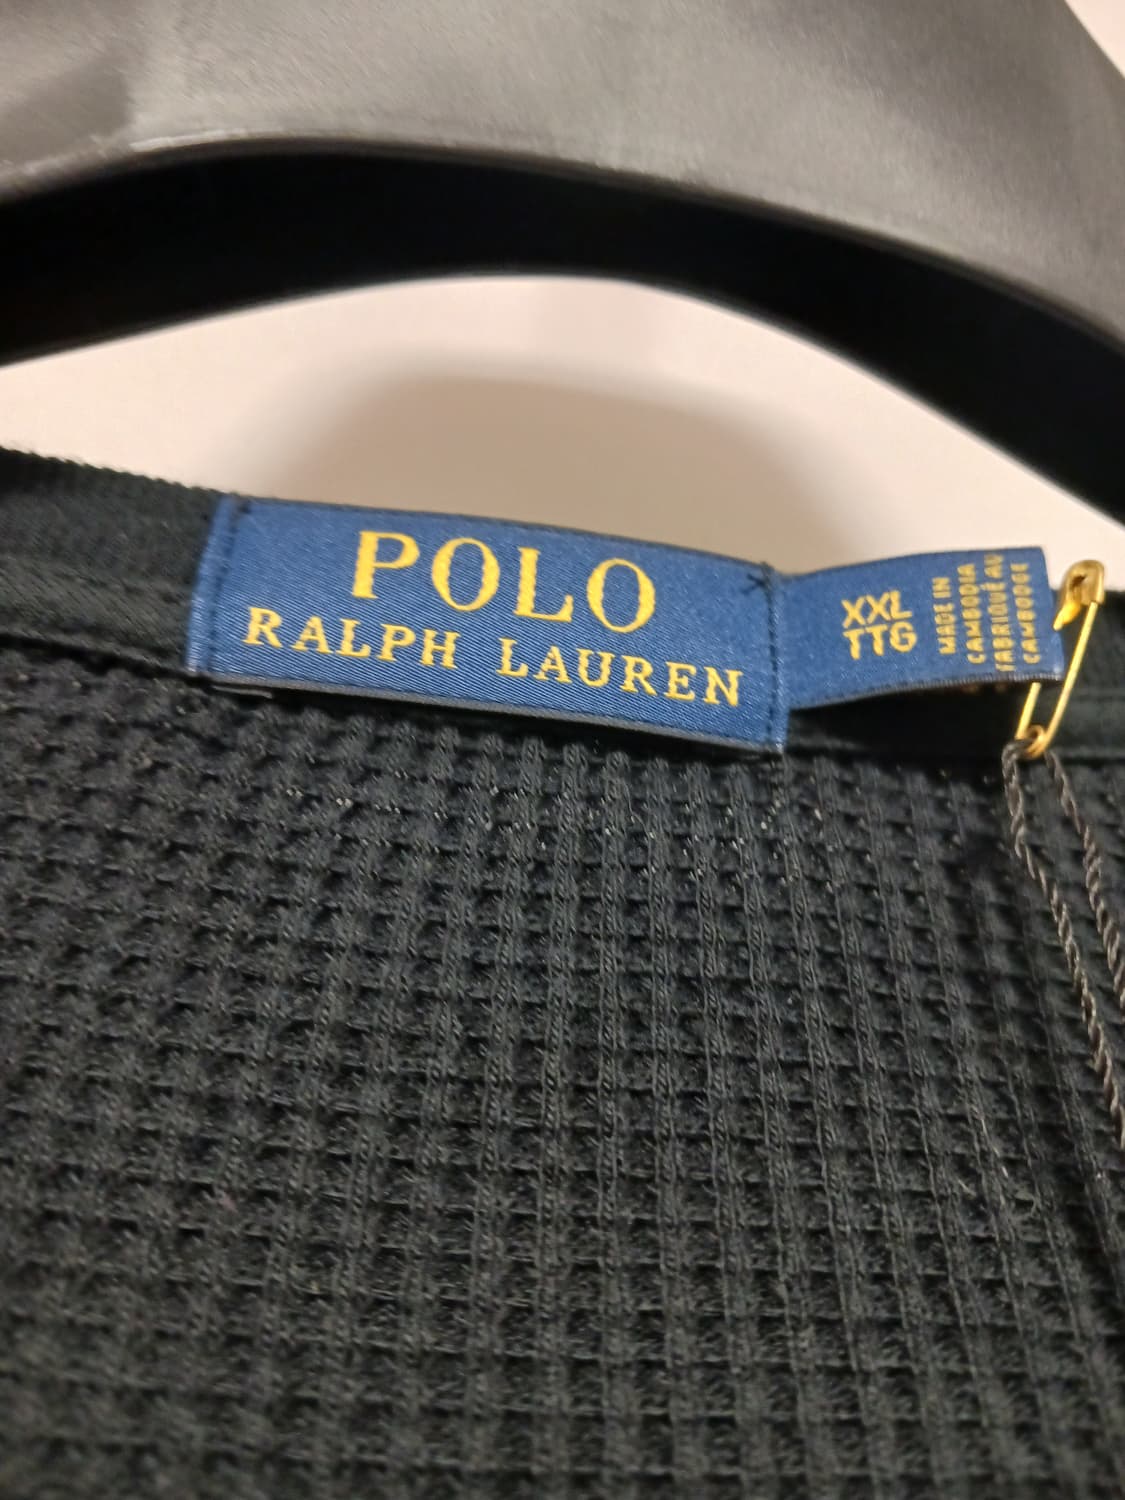 POLO
RALPH LAUREN
XXL
TTG
MADE IN
CAMBODIA
FABRIQUÉ AU
CAMBODGE